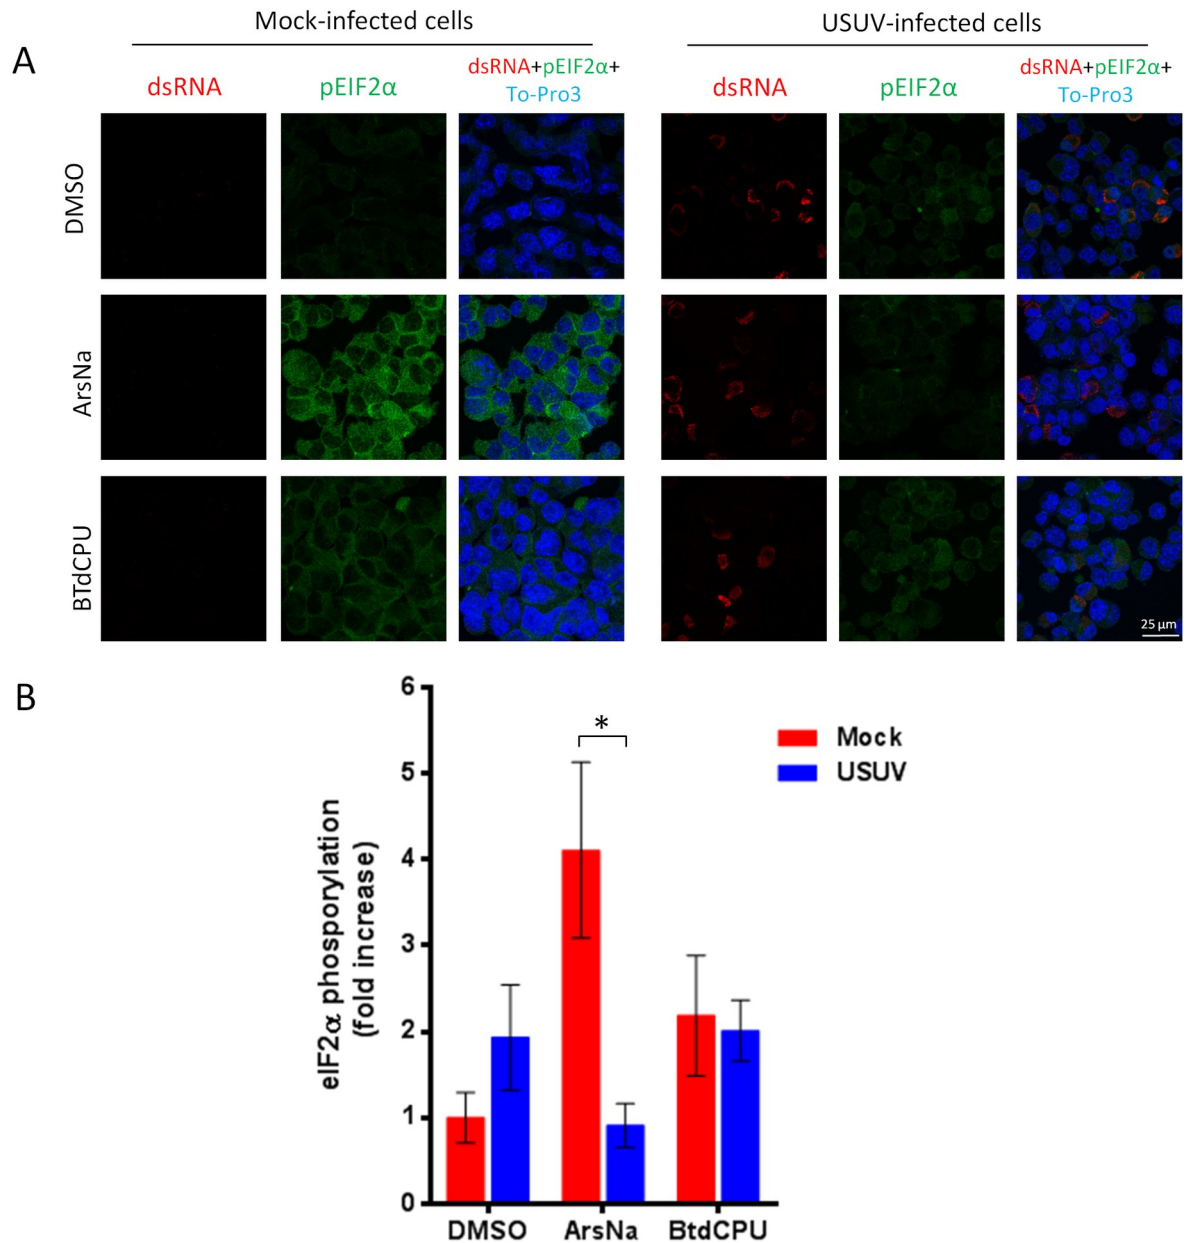 Mock-infected cells
USUV-infected cells
A
dsRNA
pEIF2α
dsRNA+pEIF2α+
To-Pro3
dsRNA
pEIF2α
dsRNA+pEIF2α+
To-Pro3
DMSO
ArsNa
BTdCPU
25 µm
B
6
5
4
3
2
1
0
eIF2α phosporylation
(fold increase)
*
Mock
USUV
DMSO
ArsNa
BtdCPU